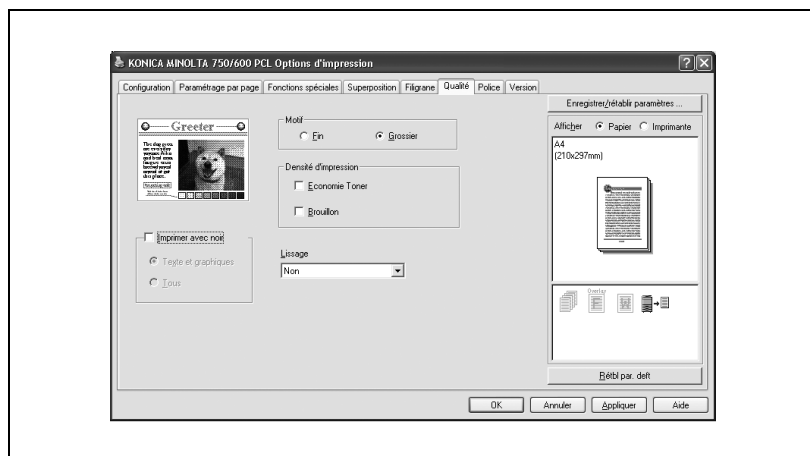 KONICA MINOLTA 750/600 PCL Options d'impression
Configuration Paramétrage par page Fonctions spéciales Superposition Filigrane Qualité Police Version
Greeter
Motif
Fin
Grossier
Densité d'impression
Economie Toner
Brouillon
Imprimer avec noir
Texte et graphiques
Tous
Lissage
Non
Enregistrer/rétablir paramètres ...
Afficher Papier Imprimante
A4
(210x297mm)
Overlay
Rétbl par. deft
OK Annuler Appliquer Aide